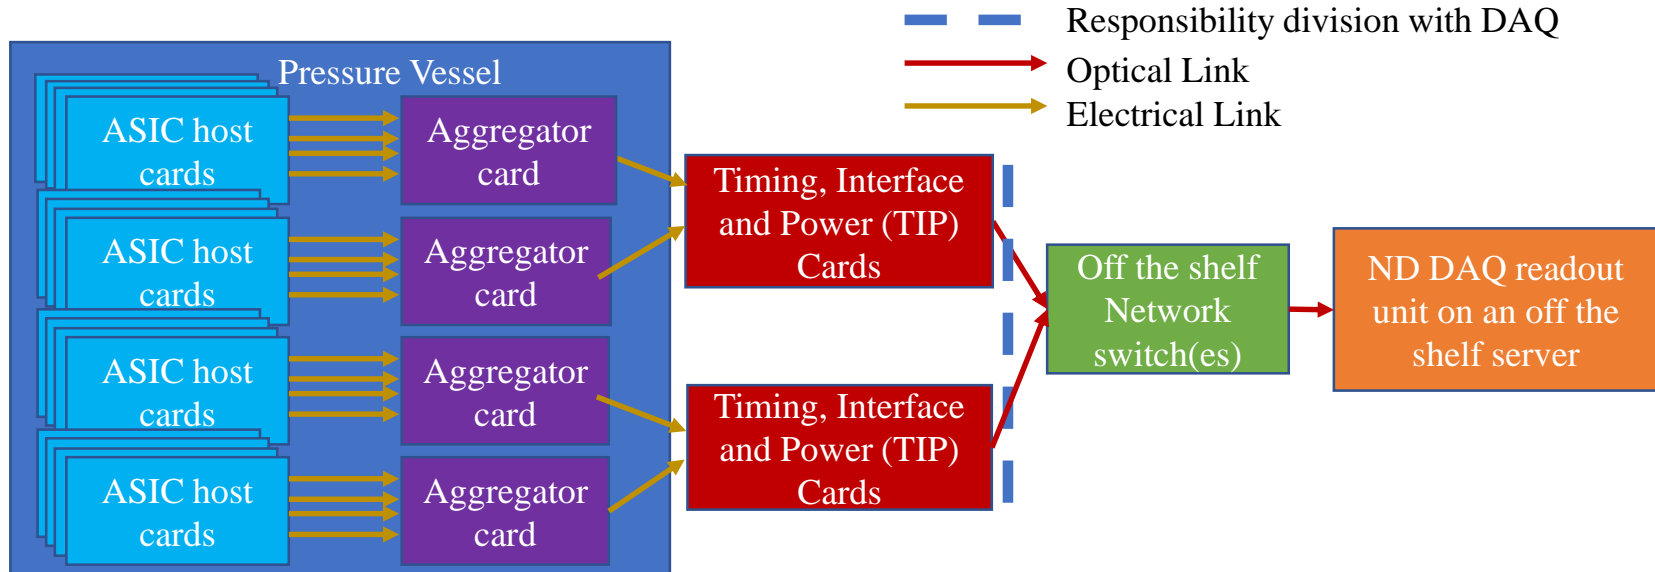 Responsibility division with DAQ
Optical Link
Electrical Link
Pressure Vessel
ASIC host
cards
Aggregator
card
ASIC host
cards
Aggregator
card
ASIC host
cards
Aggregator
card
ASIC host
cards
Aggregator
card
Timing, Interface
and Power (TIP)
Cards
Timing, Interface
and Power (TIP)
Cards
Off the shelf
Network
switch(es)
ND DAQ readout
unit on an off the
shelf server